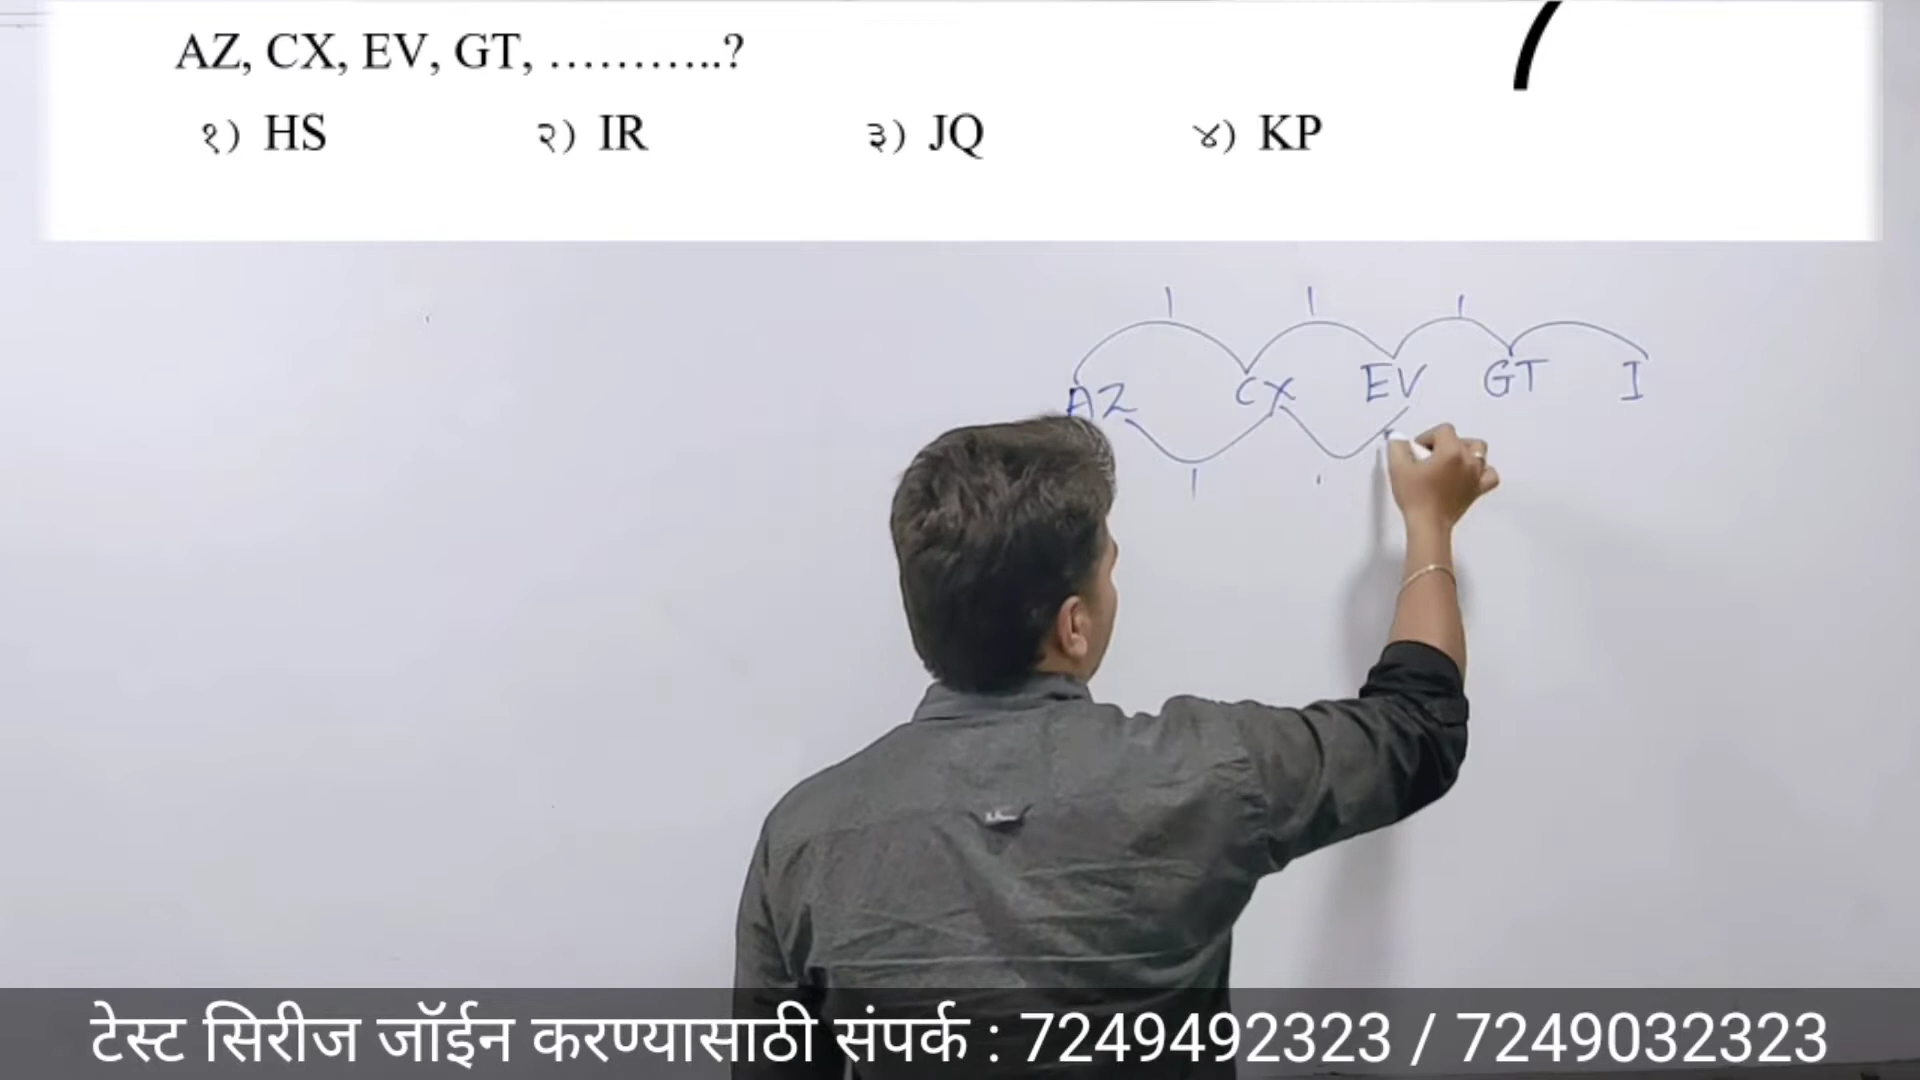 AZ, CX, EV, GT, ………..?
१) HS २) IR ३) JQ ४) KP
AZ CX EV GT I
टेस्ट सिरीज जॉईन करण्यासाठी संपर्क : 7249492323 / 7249032323